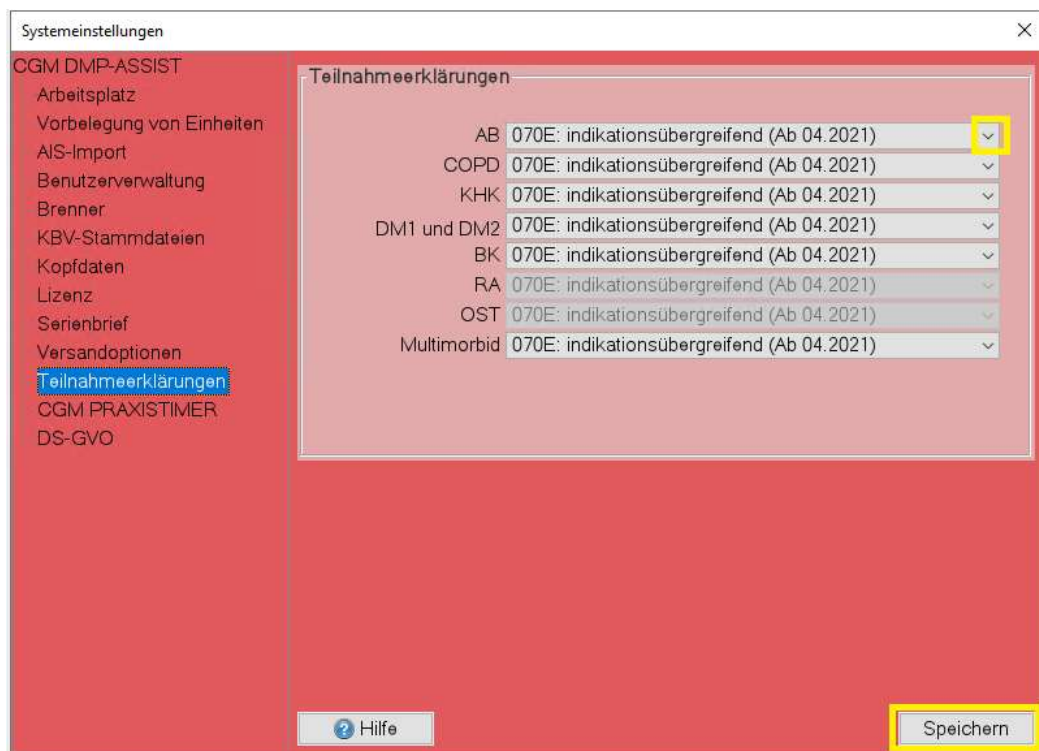 Systemeinstellungen
CGM DMP-ASSIST
Arbeitsplatz
Vorbelegung von Einheiten
AIS-Import
Benutzerverwaltung
Brenner
KBV-Stammdateien
Kopfdaten
Lizenz
Serienbrief
Versandoptionen
Teilnahmeerklärungen
CGM PRAXISTIMER
DS-GVO
Teilnahmeerklärungen
AB 070E: indikationsübergreifend (Ab 04.2021)
COPD 070E: indikationsübergreifend (Ab 04.2021)
KHK 070E: indikationsübergreifend (Ab 04.2021)
DM1 und DM2 070E: indikationsübergreifend (Ab 04.2021)
BK 070E: indikationsübergreifend (Ab 04.2021)
RA 070E: indikationsübergreifend (Ab 04.2021)
OST 070E: indikationsübergreifend (Ab 04.2021)
Multimorbid 070E: indikationsübergreifend (Ab 04.2021)
Hilfe
Speichern